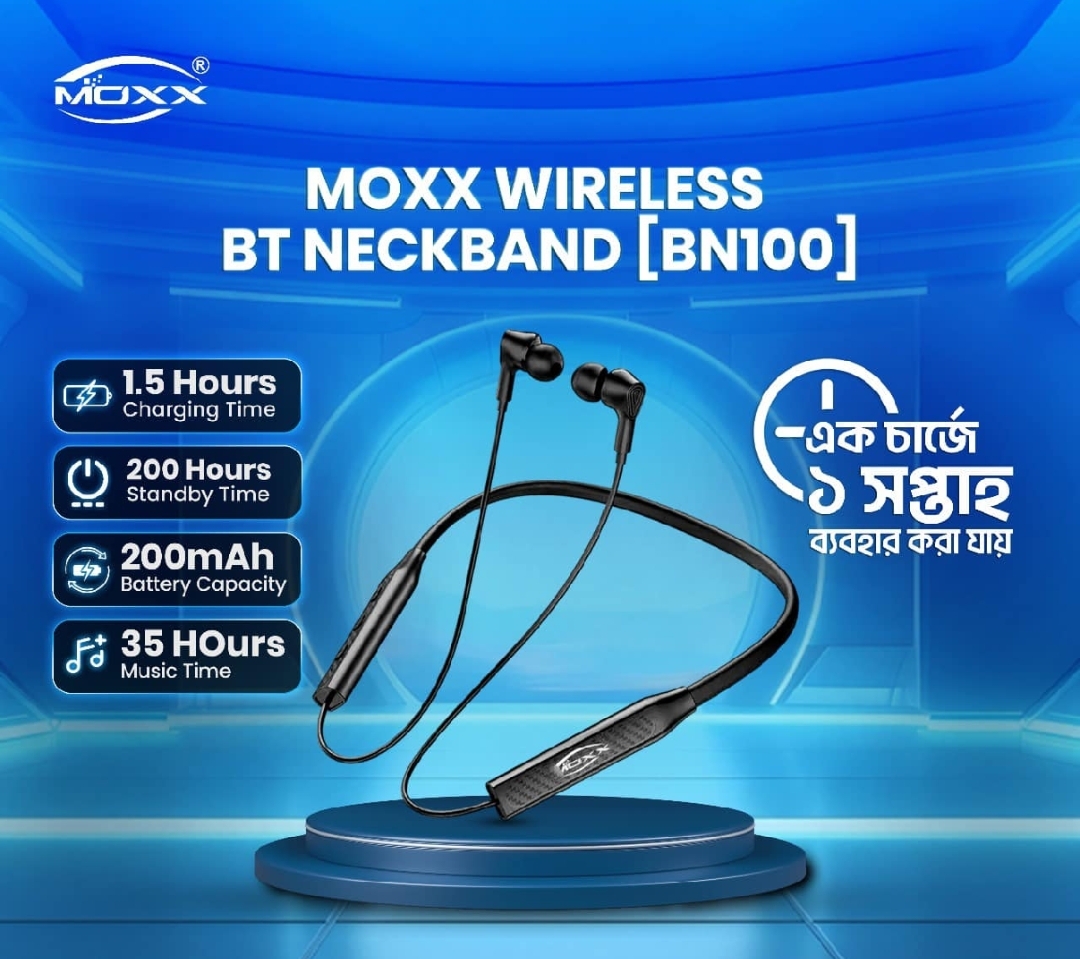 MOXX®
MOXX WIRELESS
BT NECKBAND [BN100]
1.5 Hours
Charging Time
200 Hours
Standby Time
200mAh
Battery Capacity
35 HOurs
Music Time
এক চার্জে
১ সপ্তাহ
ব্যবহার করা যায়
MOXX